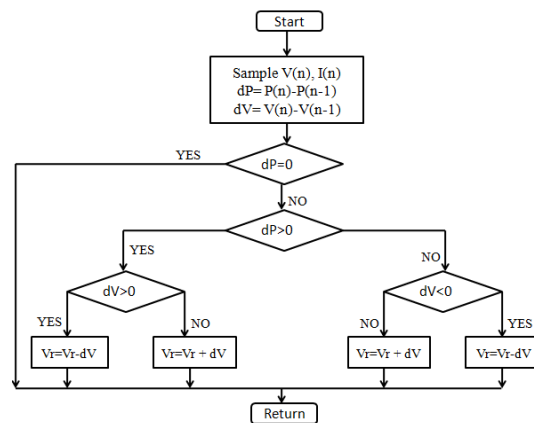 Start
Sample V(n), I(n)
dP= P(n)-P(n-1)
dV= V(n)-V(n-1)
YES
dP=0
NO
dP>0
YES
NO
dV>0
dV<0
YES
NO
NO
YES
Vr=Vr-dV
Vr=Vr + dV
Vr=Vr + dV
Vr=Vr-dV
Return